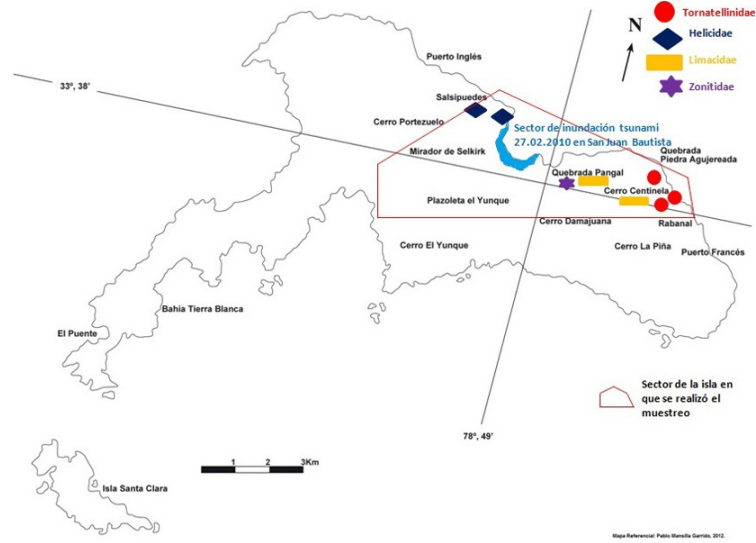 Tornatellinidae
N
Helicidae
Puerto Inglés
Limacidae
33º, 38'
Zonitidae
Salsipuedes
Cerro Portezuelo
Sector de inundación tsunami
27.02.2010 en San Juan Bautista
Mirador de Selkirk
Quebrada
Piedra Agujereada
Quebrada Pangal
Cerro Centinela
Plazoleta el Yunque
Cerro Damajuana
Rabanal
Cerro El Yunque
Cerro La Piña
Puerto Francés
Bahía Tierra Blanca
El Puente
Sector de la isla en
que se realizó el
muestreo
78º, 49'
1 2 3Km
Isla Santa Clara
Mapa Referencial: Pablo Mansilla Garrido, 2012.